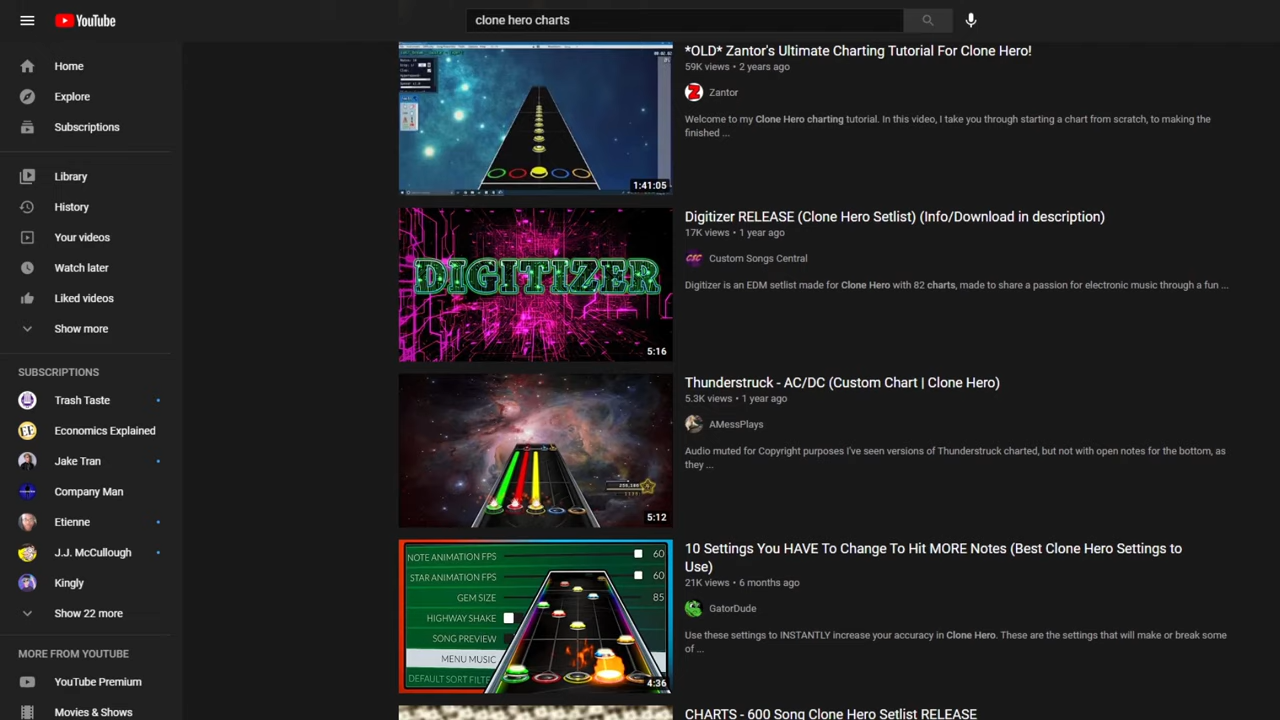 YouTube
clone hero charts
Home
Explore
Subscriptions
Library
History
Your videos
Watch later
Liked videos
Show more
SUBSCRIPTIONS
Trash Taste
Economics Explained
Jake Tran
Company Man
Etienne
J.J. McCullough
Kingly
Show 22 more
MORE FROM YOUTUBE
YouTube Premium
Movies & Shows
1:41:05
*OLD* Zantor's Ultimate Charting Tutorial For Clone Hero!
59K views • 2 years ago
Zantor
Welcome to my Clone Hero charting tutorial. In this video, I take you through starting a chart from scratch, to making the
finished ...
DIGITIZER
5:16
Digitizer RELEASE (Clone Hero Setlist) (Info/Download in description)
17K views • 1 year ago
CSC Custom Songs Central
Digitizer is an EDM setlist made for Clone Hero with 82 charts, made to share a passion for electronic music through a fun ...
5:12
Thunderstruck - AC/DC (Custom Chart | Clone Hero)
5.3K views • 1 year ago
AMessPlays
Audio muted for Copyright purposes I've seen versions of Thunderstruck charted, but not with open notes for the bottom, as
they ...
NOTE ANIMATION FPS 60
STAR ANIMATION FPS 60
GEM SIZE 85
HIGHWAY SHAKE
SONG PREVIEW
MENU MUSIC
DEFAULT SORT FILTE
4:36
10 Settings You HAVE To Change To Hit MORE Notes (Best Clone Hero Settings to
Use)
21K views • 6 months ago
GatorDude
Use these settings to INSTANTLY increase your accuracy in Clone Hero. These are the settings that will make or break some
of ...
CHARTS - 600 Song Clone Hero Setlist RELEASE